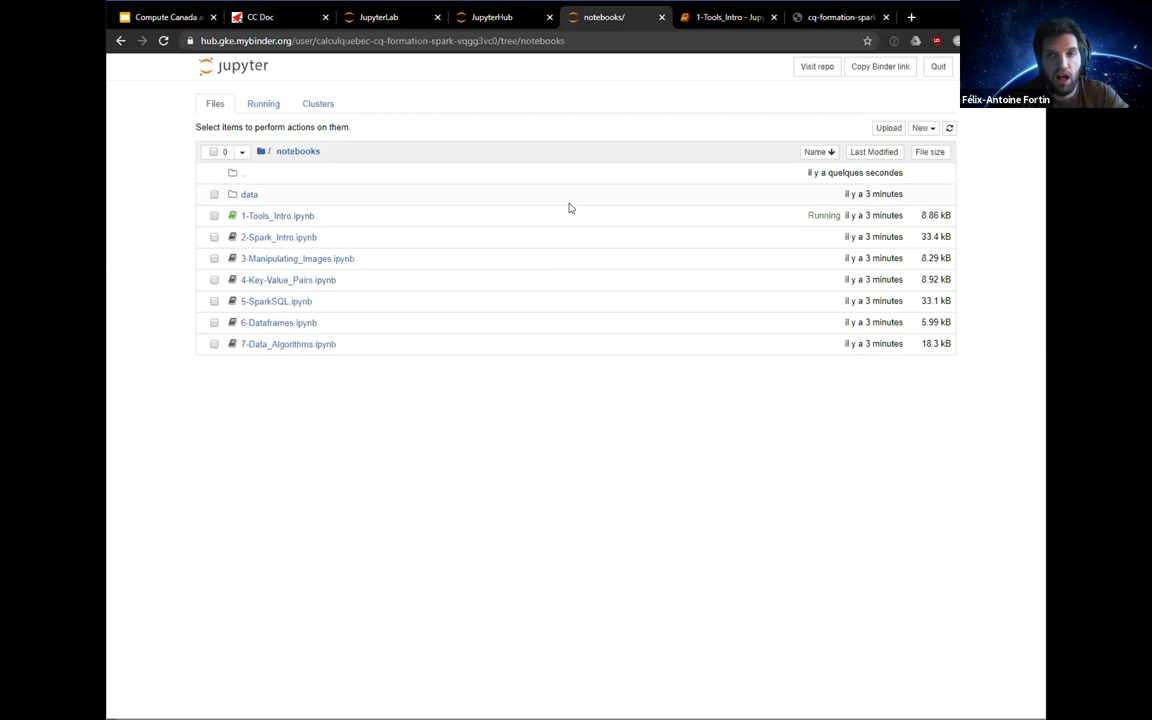 Compute Canada a
CC Doc
JupyterLab
JupyterHub
notebooks/
1-Tools_Intro - Jup
cq-formation-spark
hub.gke.mybinder.org/user/calculquebec-cq-formation-spark-vqgg3vc0/tree/notebooks
Félix-Antoine Fortin
jupyter
Visit repo
Copy Binder link
Quit
Files
Running
Clusters
Select items to perform actions on them.
Upload
New
0
/ notebooks
Name
Last Modified
File size
..
il y a quelques secondes
data
il y a 3 minutes
1-Tools_Intro.ipynb
Running il y a 3 minutes 8.86 kB
2-Spark_Intro.ipynb
il y a 3 minutes 33.4 kB
3-Manipulating_Images.ipynb
il y a 3 minutes 8.29 kB
4-Key-Value_Pairs.ipynb
il y a 3 minutes 8.92 kB
5-SparkSQL.ipynb
il y a 3 minutes 33.1 kB
6-Dataframes.ipynb
il y a 3 minutes 5.99 kB
7-Data_Algorithms.ipynb
il y a 3 minutes 18.3 kB